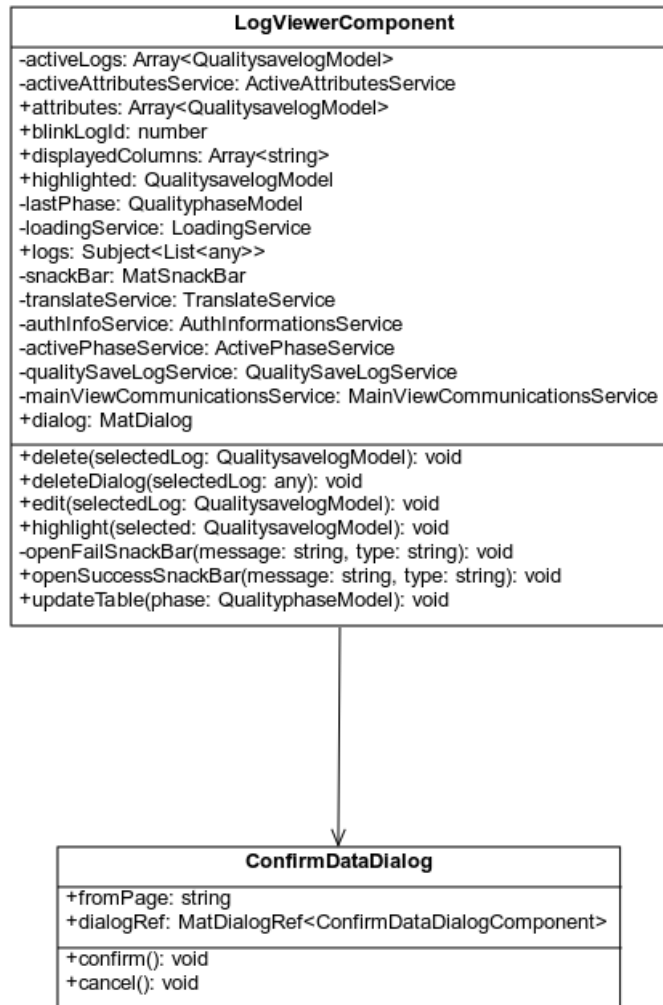 LogViewerComponent
-activeLogs: Array<QualitysavelogModel>
-activeAttributesService: ActiveAttributesService
+attributes: Array<QualitysavelogModel>
+blinkLogId: number
+displayedColumns: Array<string>
+highlighted: QualitysavelogModel
-lastPhase: QualityphaseModel
-loadingService: LoadingService
+logs: Subject<List<any>>
-snackBar: MatSnackBar
-translateService: TranslateService
-authInfoService: AuthInformationsService
-activePhaseService: ActivePhaseService
-qualitySaveLogService: QualitySaveLogService
-mainViewCommunicationsService: MainViewCommunicationsService
+dialog: MatDialog
+delete(selectedLog: QualitysavelogModel): void
+deleteDialog(selectedLog: any): void
+edit(selectedLog: QualitysavelogModel): void
+highlight(selected: QualitysavelogModel): void
-openFailSnackBar(message: string, type: string): void
+openSuccessSnackBar(message: string, type: string): void
+updateTable(phase: QualityphaseModel): void
ConfirmDataDialog
+fromPage: string
+dialogRef: MatDialogRef<ConfirmDataDialogComponent>
+confirm(): void
+cancel(): void